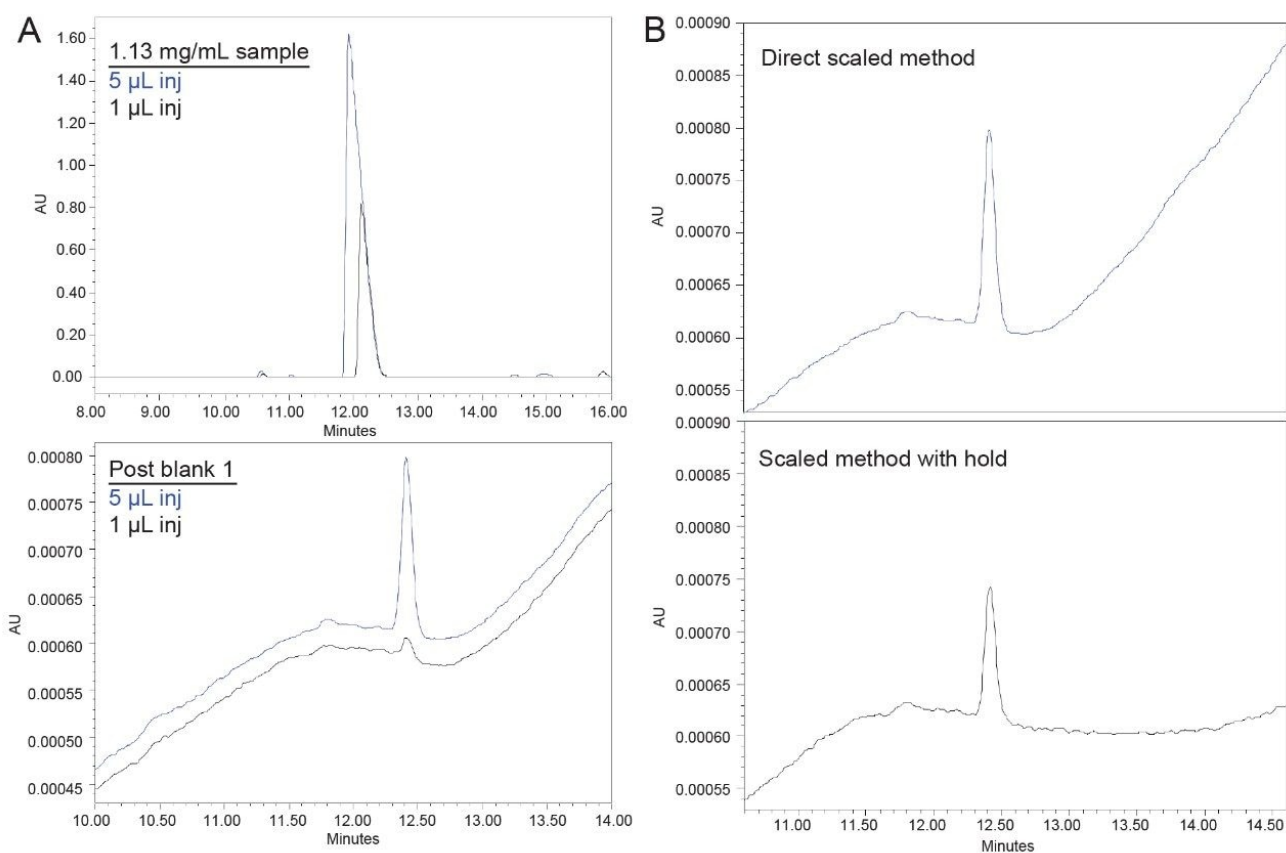 A
1.13 mg/mL sample
5 µL inj
1 µL inj
1.60
1.40
1.20
1.00
0.80
0.60
0.40
0.20
0.00
AU
8.00 9.00 10.00 11.00 12.00 13.00 14.00 15.00 16.00
Minutes
Post blank 1
5 µL inj
1 µL inj
0.00080
0.00075
0.00070
0.00065
0.00060
0.00055
0.00050
0.00045
AU
10.00 10.50 11.00 11.50 12.00 12.50 13.00 13.50 14.00
Minutes
B
Direct scaled method
0.00090
0.00085
0.00080
0.00075
0.00070
0.00065
0.00060
0.00055
AU
Scaled method with hold
0.00090
0.00085
0.00080
0.00075
0.00070
0.00065
0.00060
0.00055
AU
11.00 11.50 12.00 12.50 13.00 13.50 14.00 14.50
Minutes